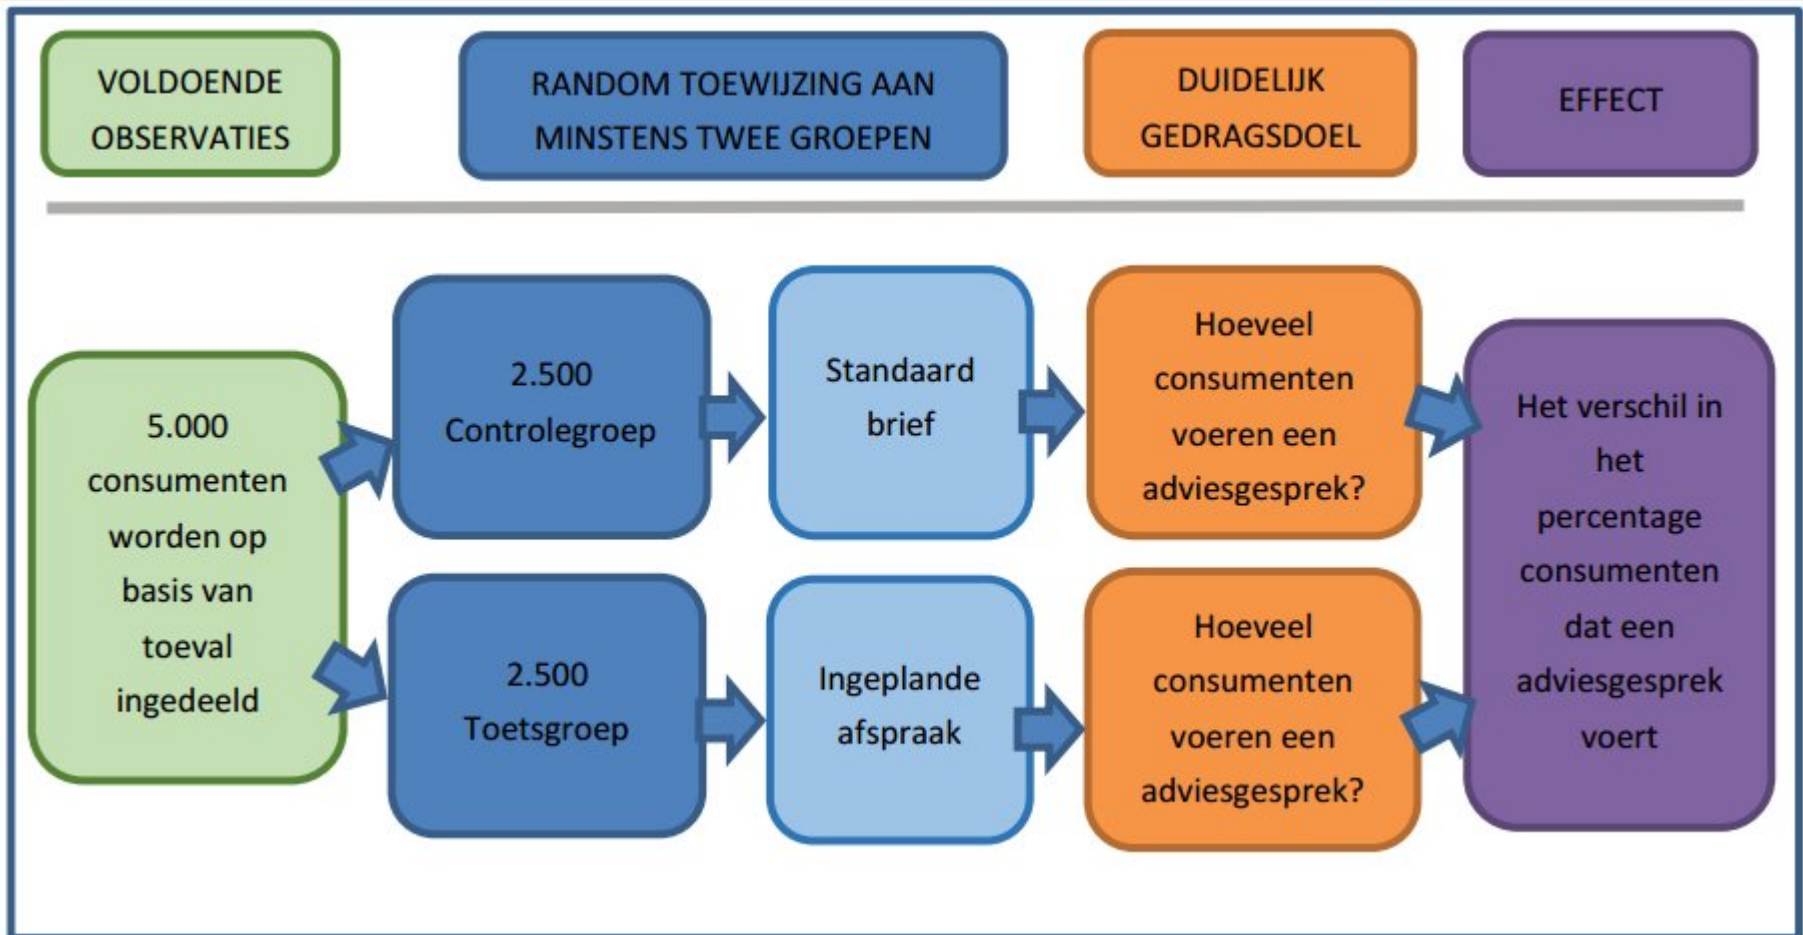 VOLDOENDE
OBSERVATIES
RANDOM TOEWIJZING AAN
MINSTENS TWEE GROEPEN
DUIDELIJK
GEDRAGSDOEL
EFFECT
5.000
consumenten
worden op
basis van
toeval
ingedeeld
2.500
Controlegroep
Standaard
brief
Hoeveel
consumenten
voeren een
adviesgesprek?
2.500
Toetsgroep
Ingeplande
afspraak
Hoeveel
consumenten
voeren een
adviesgesprek?
Het verschil in
het
percentage
consumenten
dat een
adviesgesprek
voert